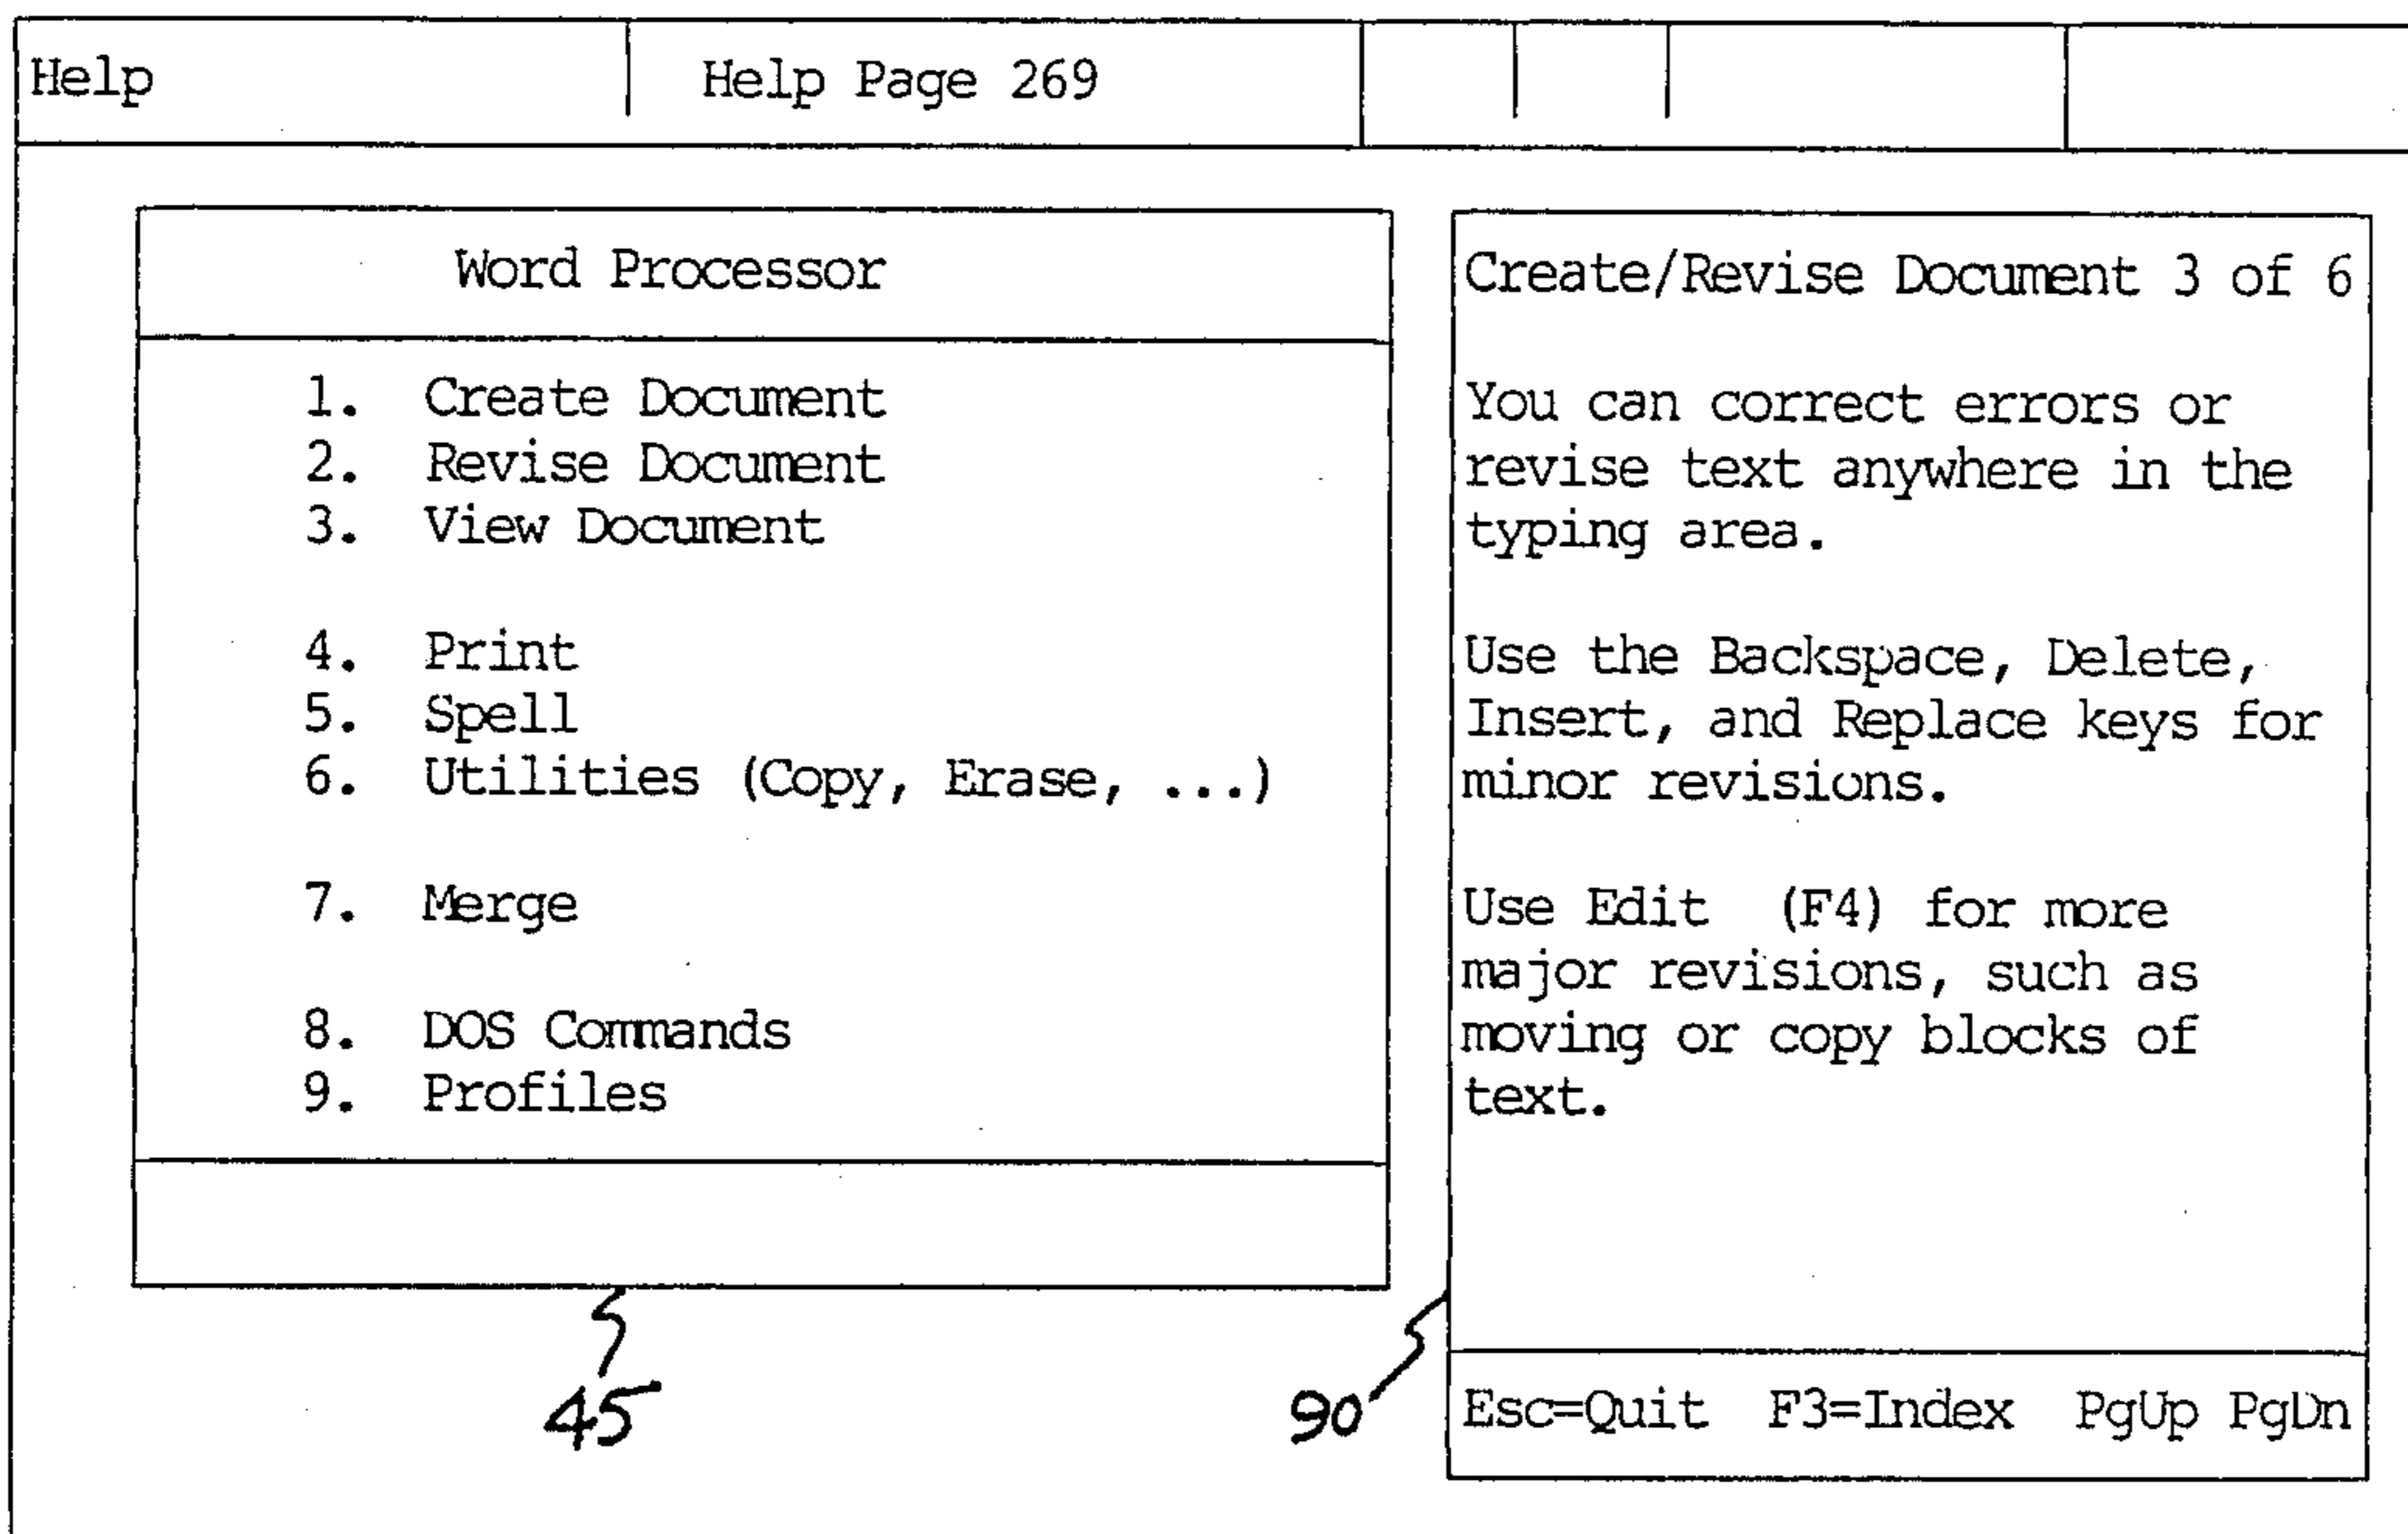 Help Help Page 269
Word Processor
1. Create Document
2. Revise Document
3. View Document
4. Print
5. Spell
6. Utilities (Copy, Erase, ...)
7. Merge
8. DOS Commands
9. Profiles
45
Create/Revise Document 3 of 6
You can correct errors or
revise text anywhere in the
typing area.
Use the Backspace, Delete,
Insert, and Replace keys for
minor revisions.
Use Edit (F4) for more
major revisions, such as
moving or copy blocks of
text.
90
Esc=Quit F3=Index PgUp PgDn